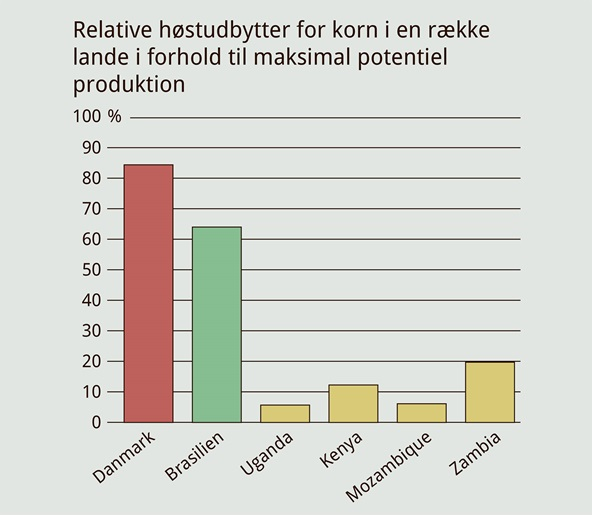 Relative høstudbytter for korn i en række
lande i forhold til maksimal potentiel
produktion
100 %
90
80
70
60
50
40
30
20
10
0
Danmark
Brasilien
Uganda
Kenya
Mozambique
Zambia